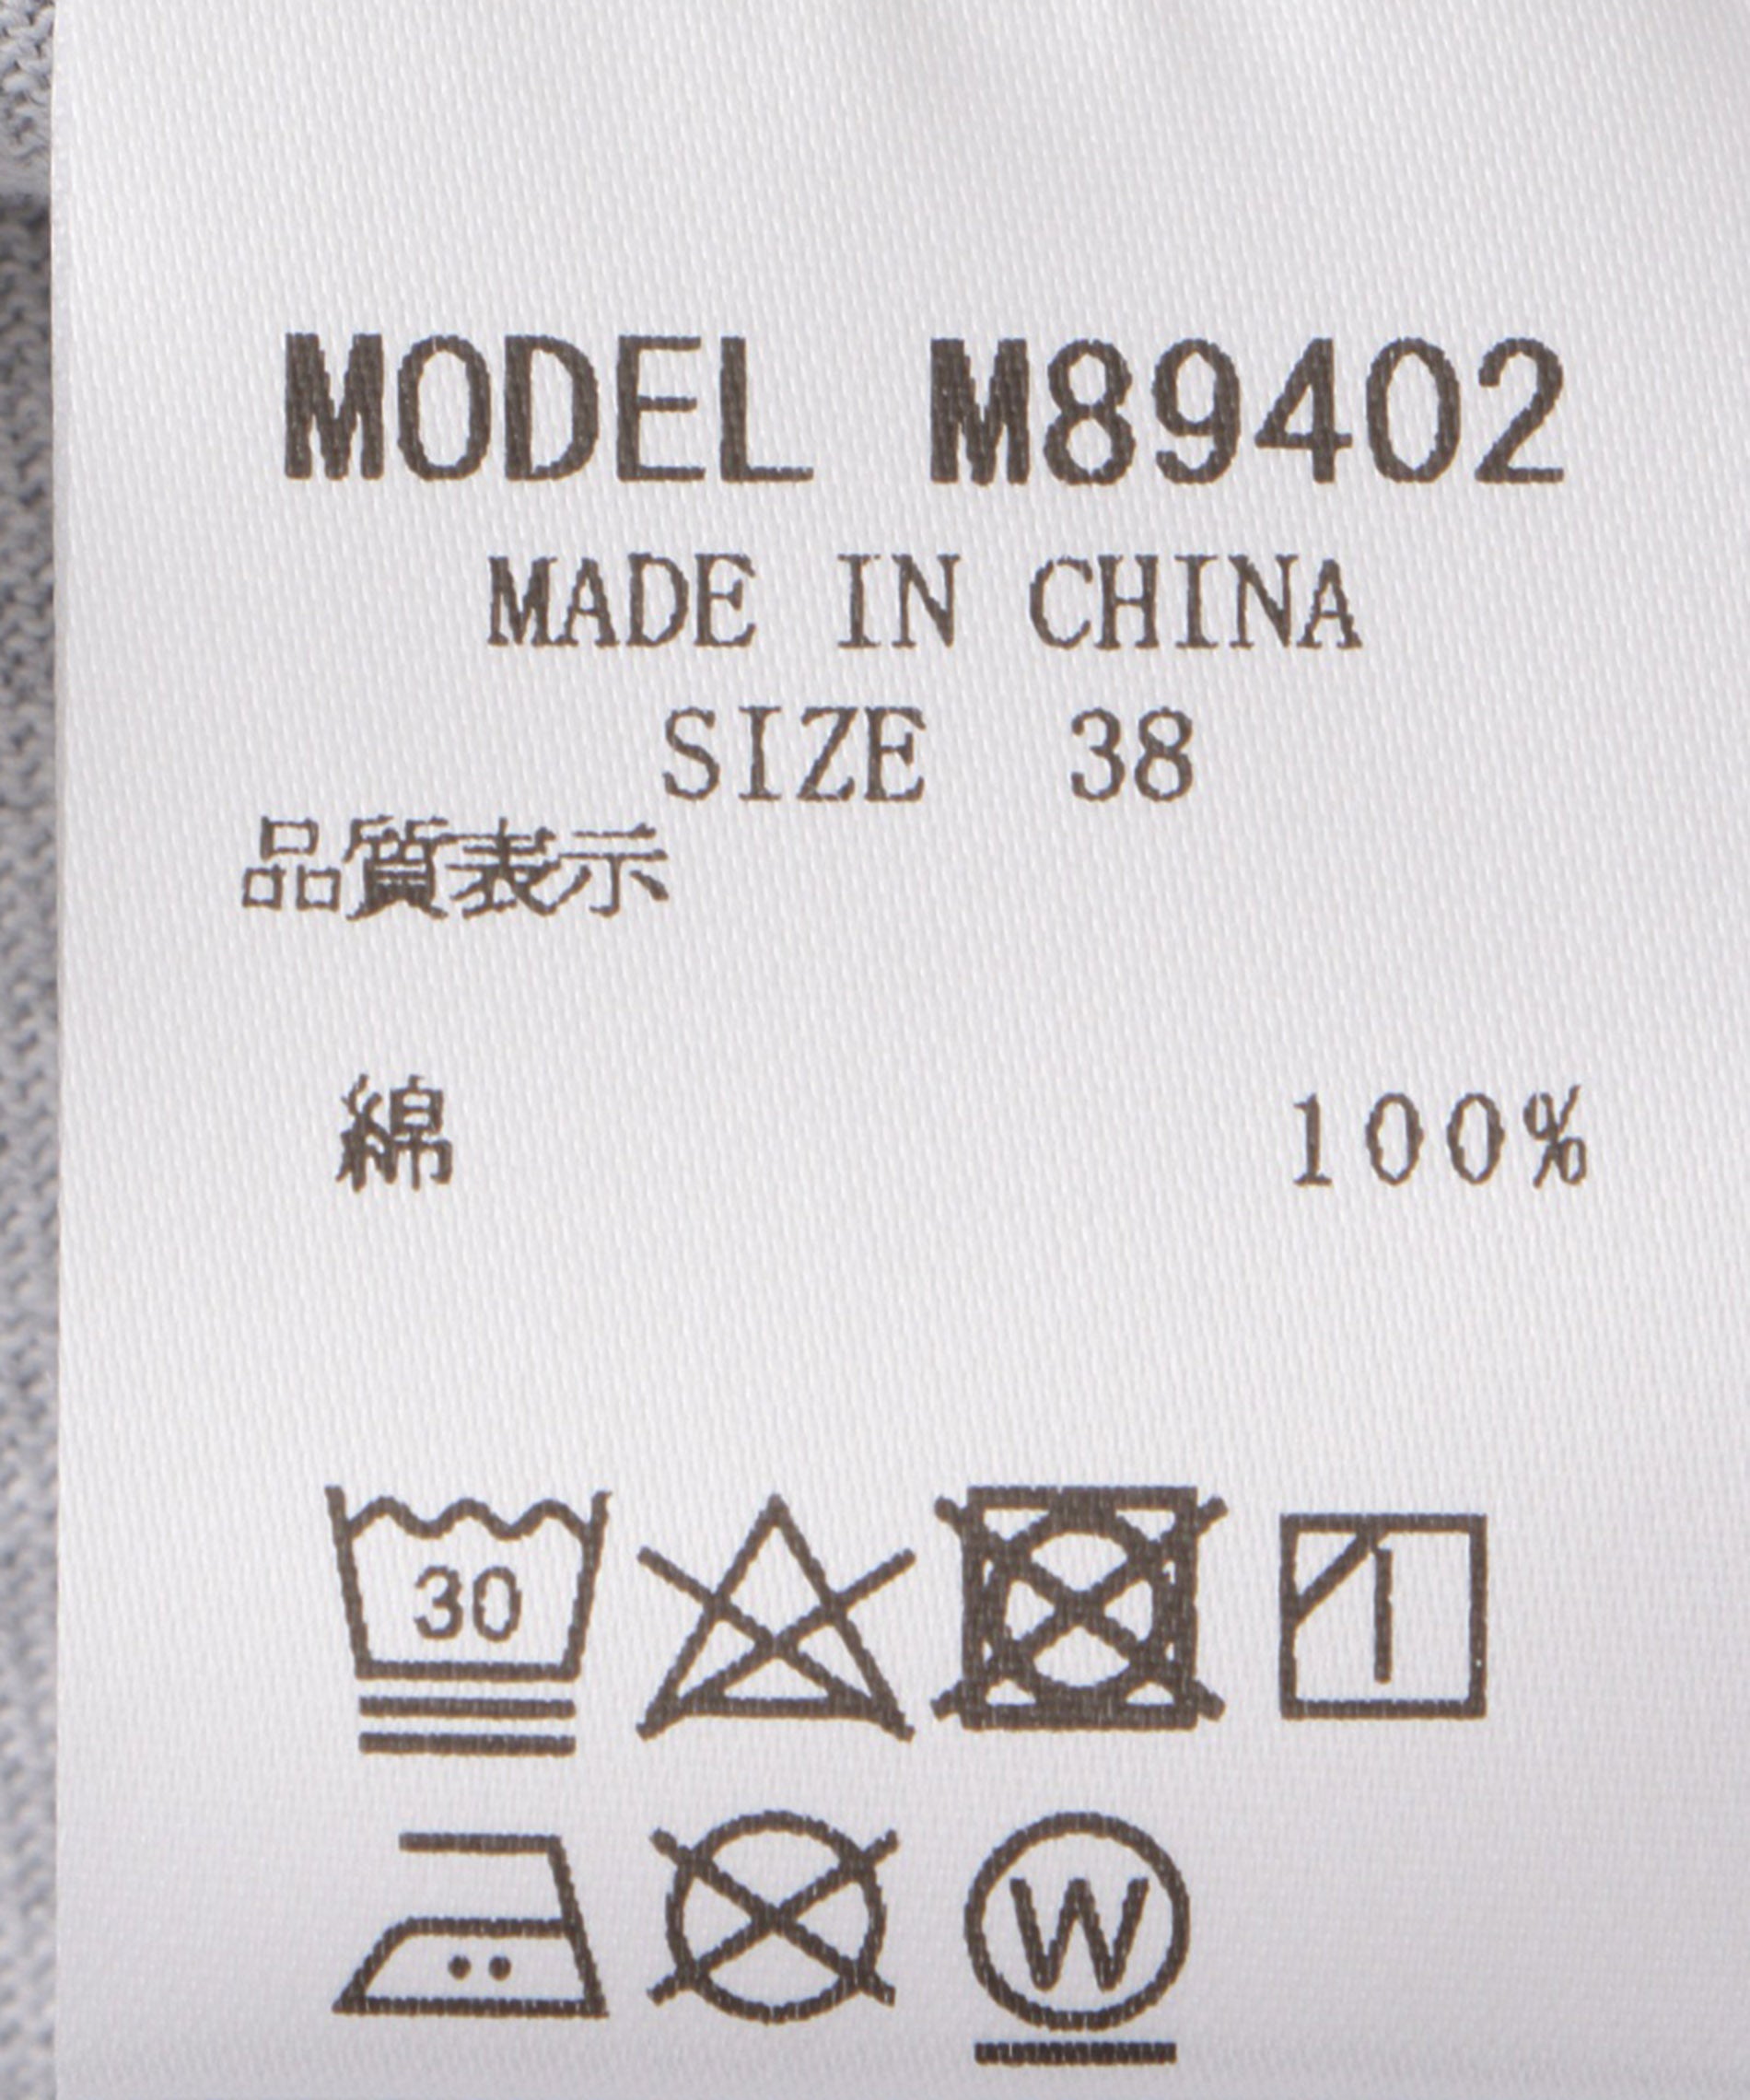 MODEL M89402
MADE IN CHINA
SIZE 38
品質表示
綿 100%
30
W